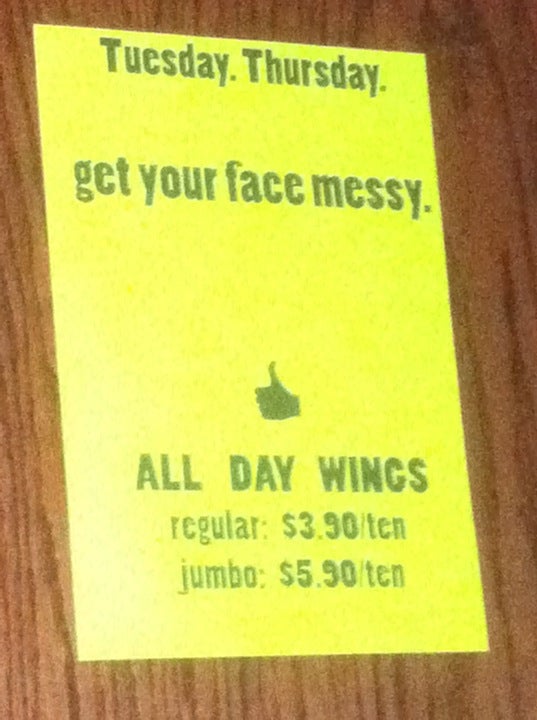 Tuesday. Thursday.
get your face messy.
ALL DAY WINGS
regular: $3.90/ten
jumbo: $5.90/ten